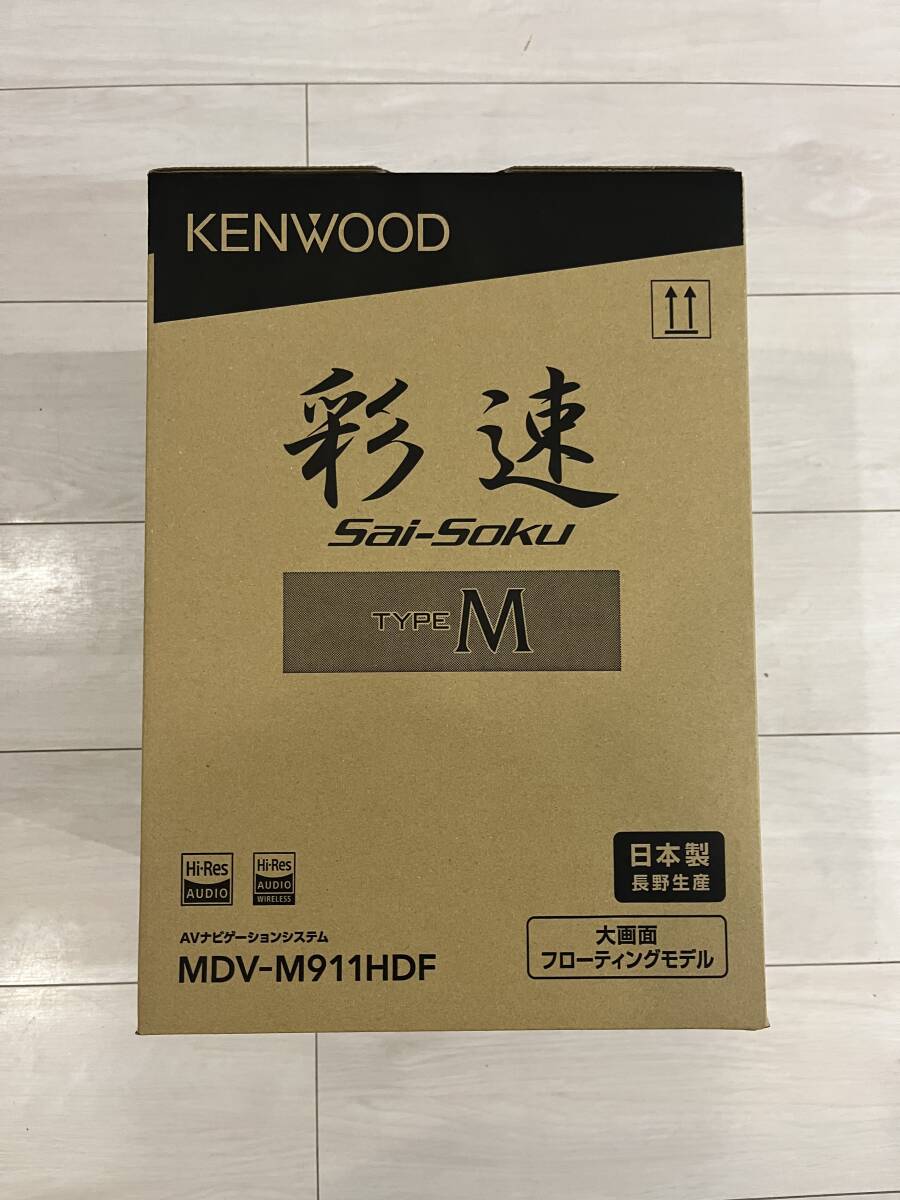 KENWOOD
彩速
Sai-Soku
TYPE M
Hi-Res
AUDIO
Hi-Res
AUDIO
WIRELESS
日本製
長野生産
AVナビゲーションシステム
MDV-M911HDF
大画面
フローティングモデル